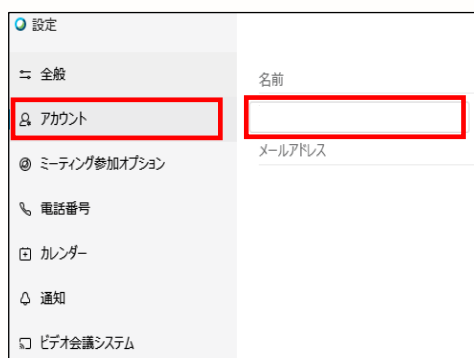 設定
全般
名前
アカウント
メールアドレス
ミーティング参加オプション
電話番号
カレンダー
通知
ビデオ会議システム